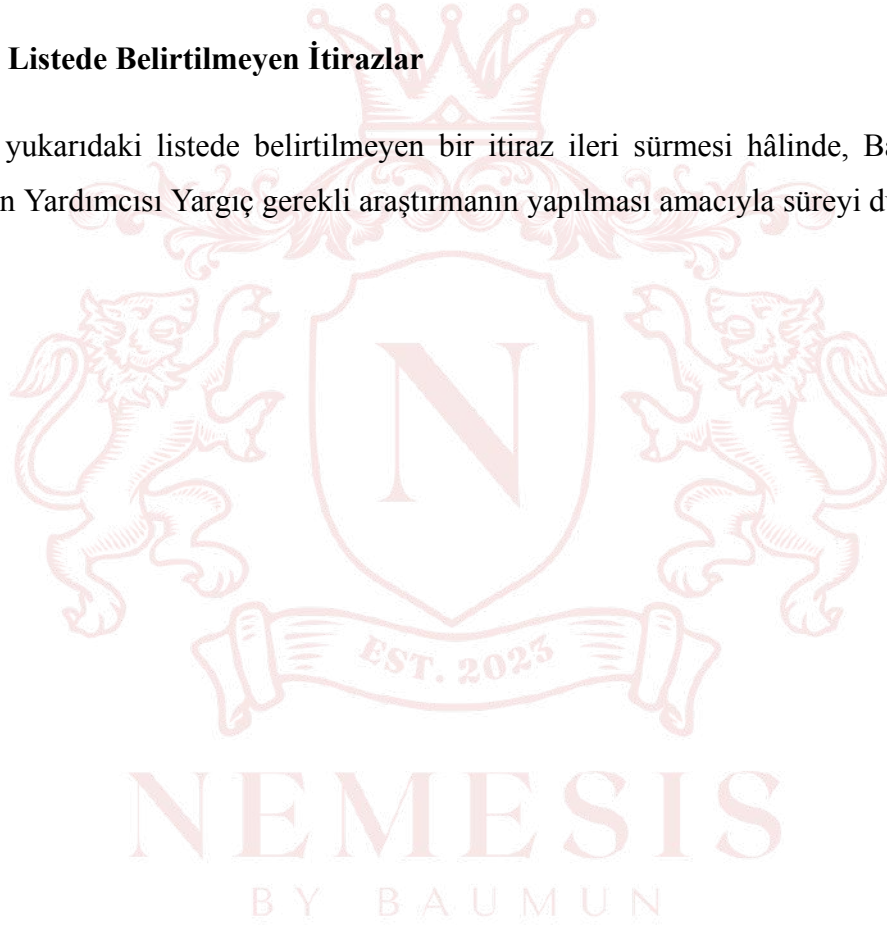 Listede Belirtilmeyen İtirazlar
yukarıdaki listede belirtilmeyen bir itiraz ileri sürmesi hâlinde, Ba
n Yardımcısı Yargıç gerekli araştırmanın yapılması amacıyla süreyi d
N
EST. 2023
NEMESIS
BY BAUMUN